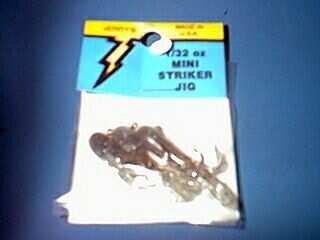 JERRY'S
MADE IN
U.S.A.
1/32 oz
MINI
STRIKER
JIG